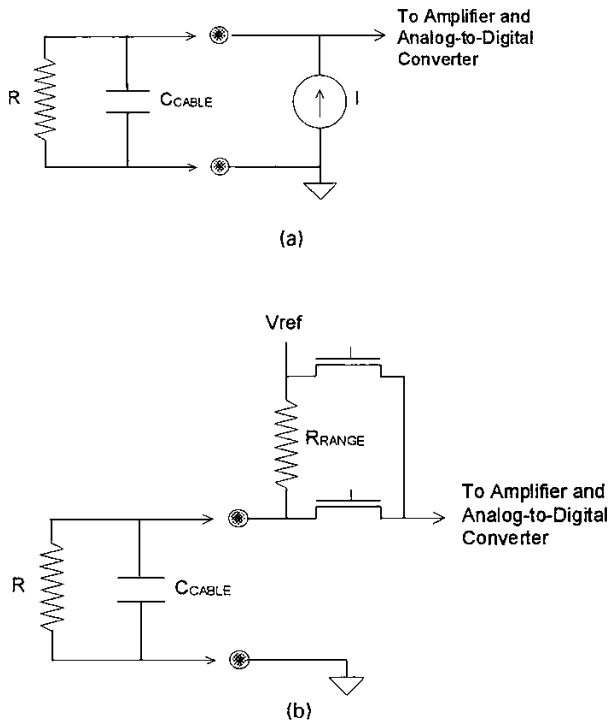 To Amplifier and
Analog-to-Digital
Converter
R
CCABLE
I
(a)
Vref
RRANGE
To Amplifier and
Analog-to-Digital
Converter
R
CCABLE
(b)